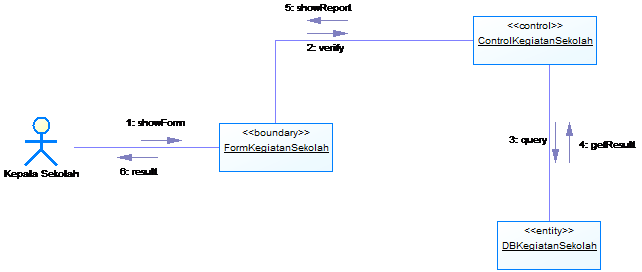 5: showReport
2: verify
<<control>>
ControlKegiatanSekolah
1: showForm
6: result
Kepala Sekolah
<<boundary>>
FormKegiatanSekolah
3: query
4: getResult
<<entity>>
DBKegiatanSekolah